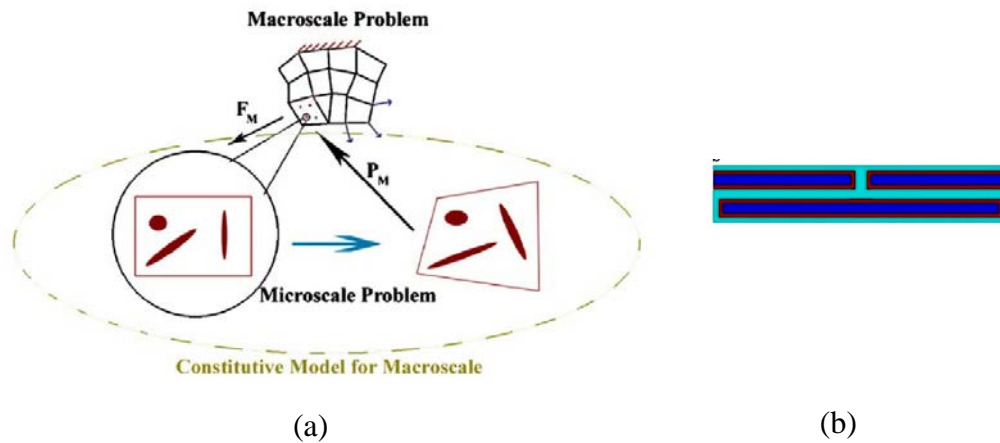 Macroscale Problem
F_M
P_M
Microscale Problem
Constitutive Model for Macroscale
(a)
(b)